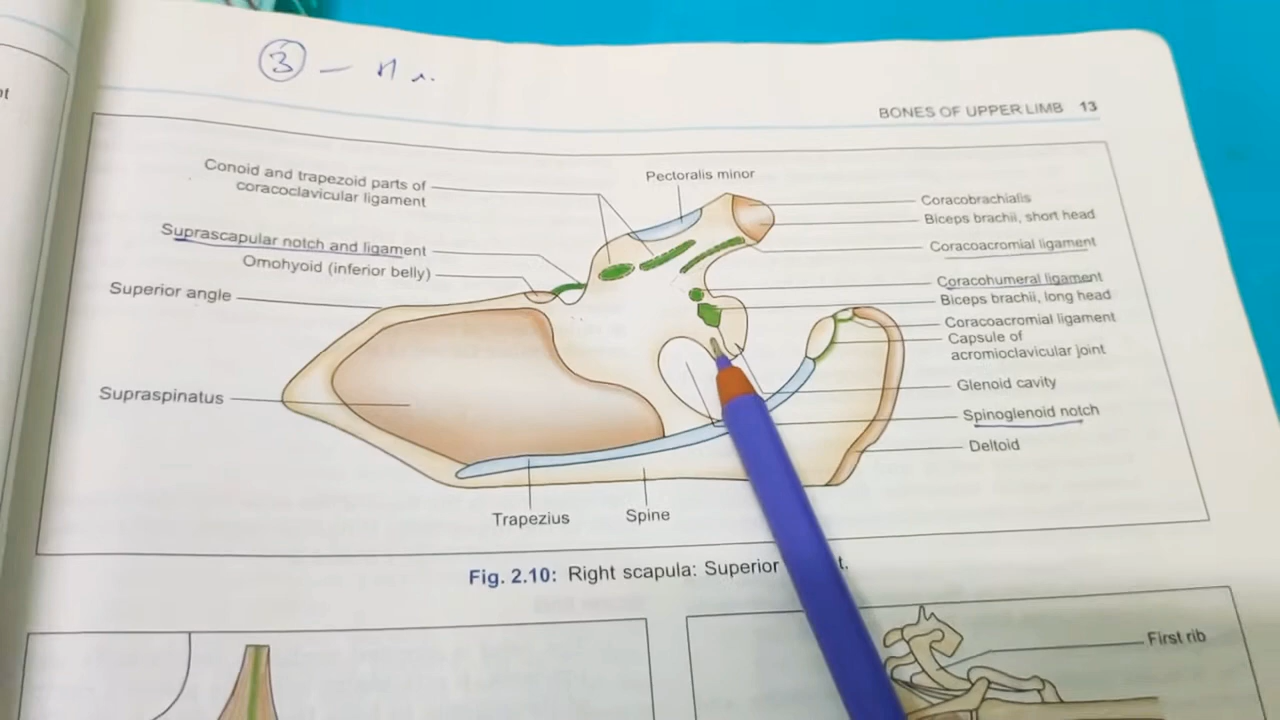 3
BONES OF UPPER LIMB 13
Conoid and trapezoid parts of
coracoclavicular ligament
Suprascapular notch and ligament
Omohyoid (inferior belly)
Superior angle
Supraspinatus
Pectoralis minor
Coracobrachialis
Biceps brachii, short head
Coracoacromial ligament
Coracohumeral ligament
Biceps brachii, long head
Coracoacromial ligament
Capsule of
acromioclavicular joint
Glenoid cavity
Spinoglenoid notch
Deltoid
Trapezius
Spine
Fig. 2.10: Right scapula: Superior
First rib